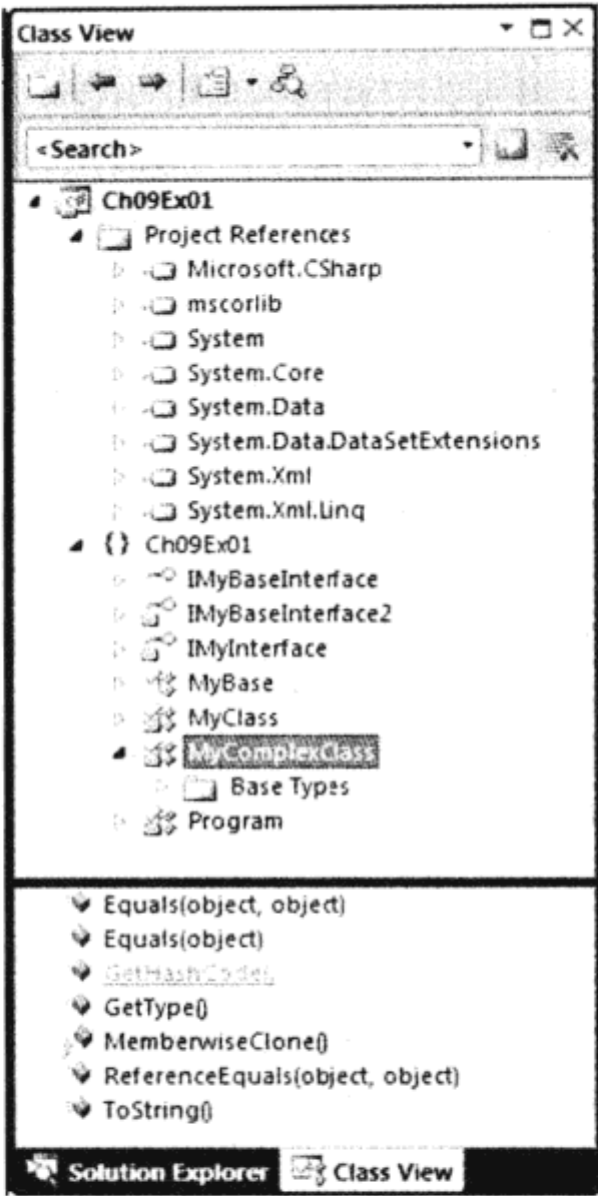 Class View
<Search>
Ch09Ex01
Project References
Microsoft.CSharp
mscorlib
System
System.Core
System.Data
System.Data.DataSetExtensions
System.Xml
System.Xml.Linq
{} Ch09Ex01
IMyBaseInterface
IMyBaseInterface2
IMyInterface
MyBase
MyClass
MyComplexClass
Base Types
Program
Equals(object, object)
Equals(object)
GetHashCode()
GetType()
MemberwiseClone()
ReferenceEquals(object, object)
ToString()
Solution Explorer Class View